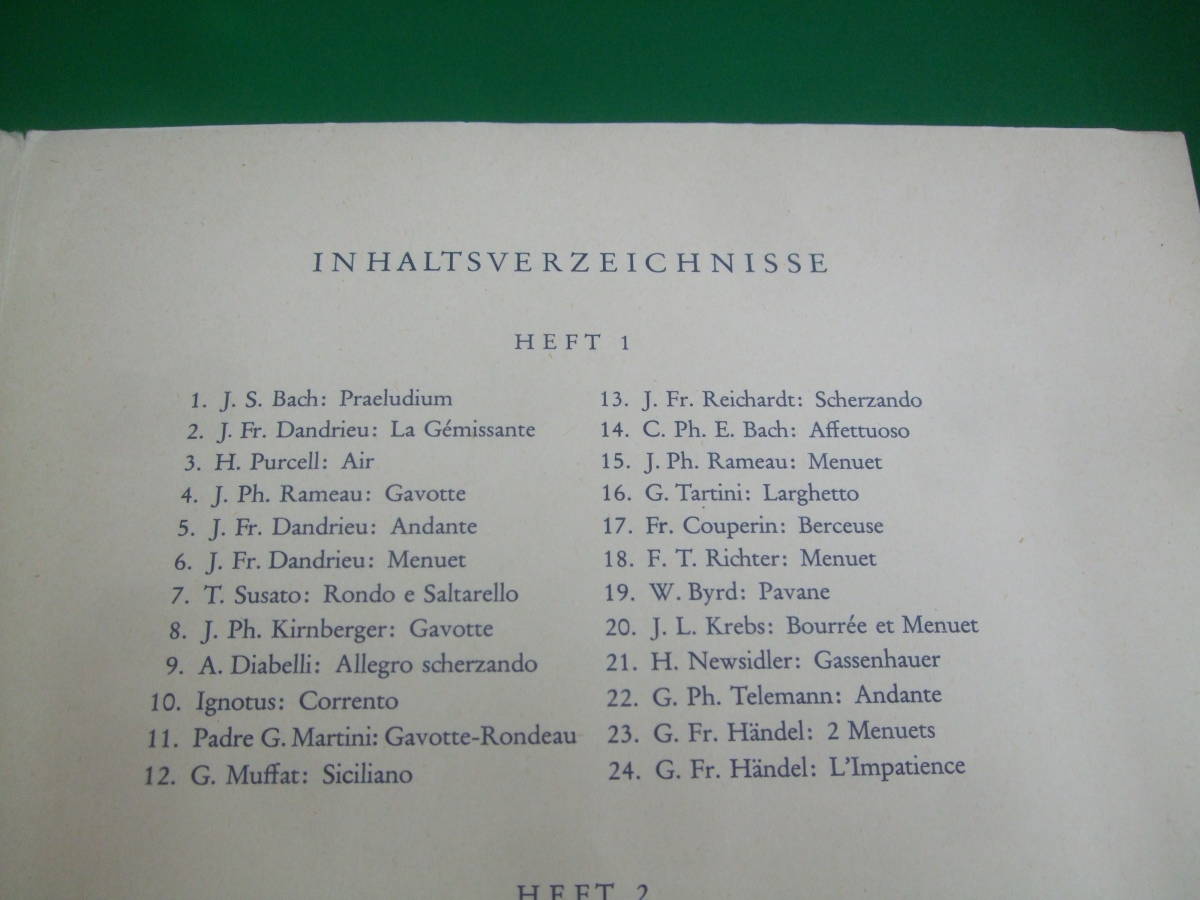 INHALTSVERZEICHNISSE
HEFT 1
1. J. S. Bach: Praeludium
2. J. Fr. Dandrieu: La Gémissante
3. H. Purcell: Air
4. J. Ph. Rameau: Gavotte
5. J. Fr. Dandrieu: Andante
6. J. Fr. Dandrieu: Menuet
7. T. Susato: Rondo e Saltarello
8. J. Ph. Kirnberger: Gavotte
9. A. Diabelli: Allegro scherzando
10. Ignotus: Corrento
11. Padre G. Martini: Gavotte-Rondeau
12. G. Muffat: Siciliano
13. J. Fr. Reichardt: Scherzando
14. C. Ph. E. Bach: Affettuoso
15. J. Ph. Rameau: Menuet
16. G. Tartini: Larghetto
17. Fr. Couperin: Berceuse
18. F. T. Richter: Menuet
19. W. Byrd: Pavane
20. J. L. Krebs: Bourrée et Menuet
21. H. Newsidler: Gassenhauer
22. G. Ph. Telemann: Andante
23. G. Fr. Händel: 2 Menuets
24. G. Fr. Händel: L'Impatience
HEFT 2